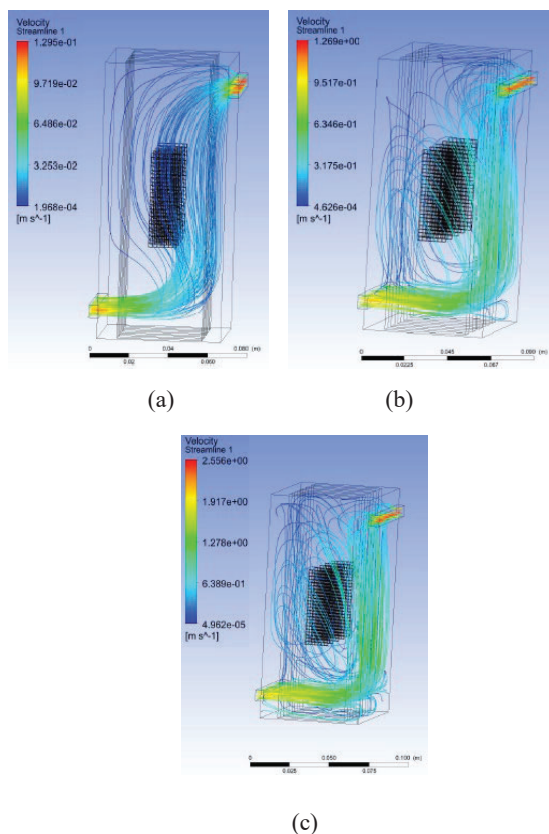 Velocity
Streamline 1
1.295e-01
9.719e-02
6.486e-02
3.253e-02
1.968e-04
[m s^-1]
0 0.04 0.080 (m)
0.02 0.060
(a)
Velocity
Streamline 1
1.269e+00
9.517e-01
6.346e-01
3.175e-01
4.626e-04
[m s^-1]
0 0.045 0.090 (m)
0.0225 0.067
(b)
Velocity
Streamline 1
2.556e+00
1.917e+00
1.278e+00
6.389e-01
4.962e-05
[m s^-1]
0 0.050 0.100 (m)
0.025 0.075
(c)